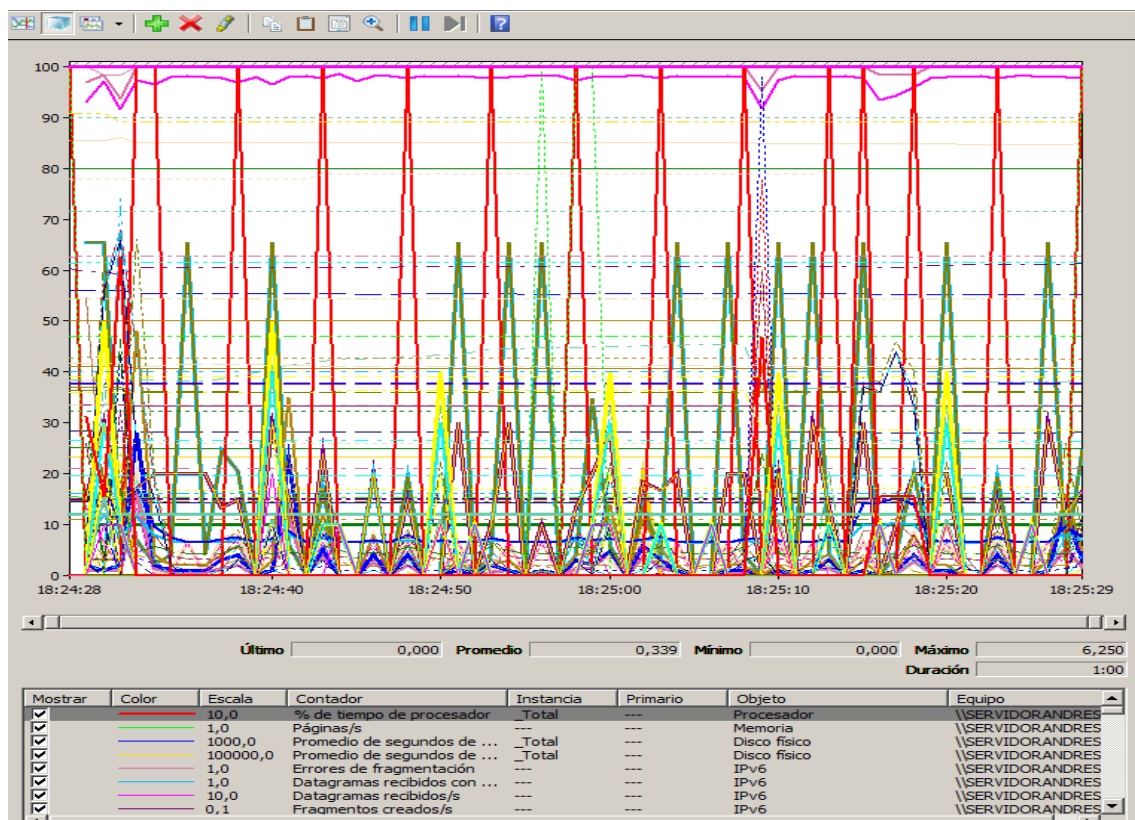 100
90
80
70
60
50
40
30
20
10
0
18:24:28 18:24:40 18:24:50 18:25:00 18:25:10 18:25:20 18:25:29
Último 0,000 Promedio 0,339 Mínimo 0,000 Máximo 6,250
Duración 1:00
Mostrar Color Escala Contador Instancia Primario Objeto Equipo
10,0 % de tiempo de procesador _Total --- Procesador \\SERVIDORANDRES
1,0 Páginas/s --- --- Memoria \\SERVIDORANDRES
1000,0 Promedio de segundos de ... _Total --- Disco físico \\SERVIDORANDRES
100000,0 Promedio de segundos de ... _Total --- Disco físico \\SERVIDORANDRES
1,0 Errores de fragmentación --- --- IPv6 \\SERVIDORANDRES
1,0 Datagramas recibidos con ... --- --- IPv6 \\SERVIDORANDRES
10,0 Datagramas recibidos/s --- --- IPv6 \\SERVIDORANDRES
0,1 Fragmentos creados/s --- --- IPv6 \\SERVIDORANDRES